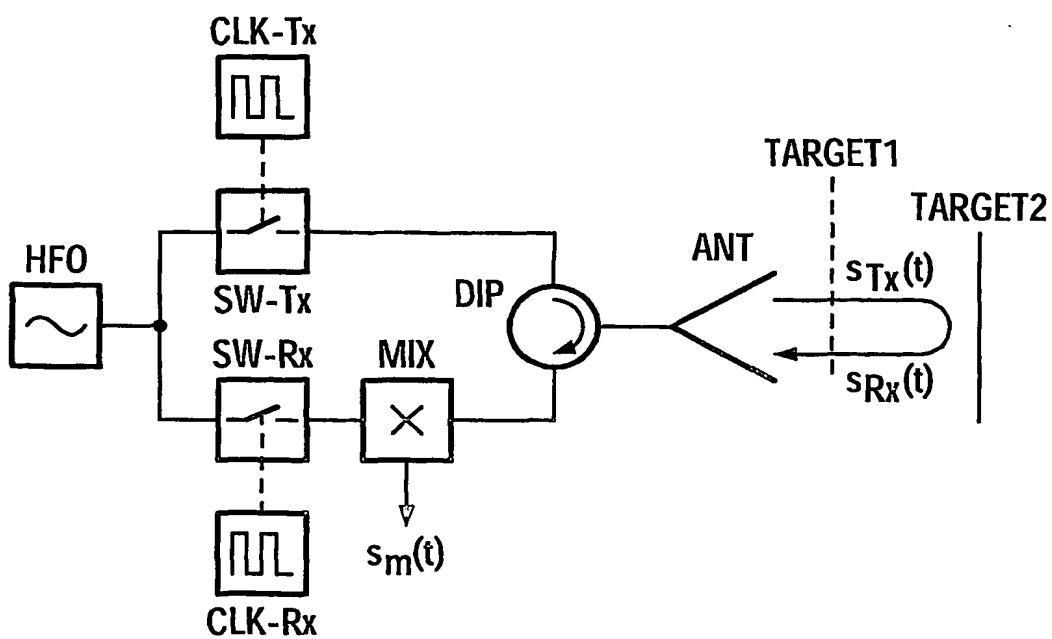 CLK-Tx
TARGET1
TARGET2
HFO
SW-Tx
DIP
ANT
sTx(t)
SW-Rx
MIX
sRx(t)
sm(t)
CLK-Rx